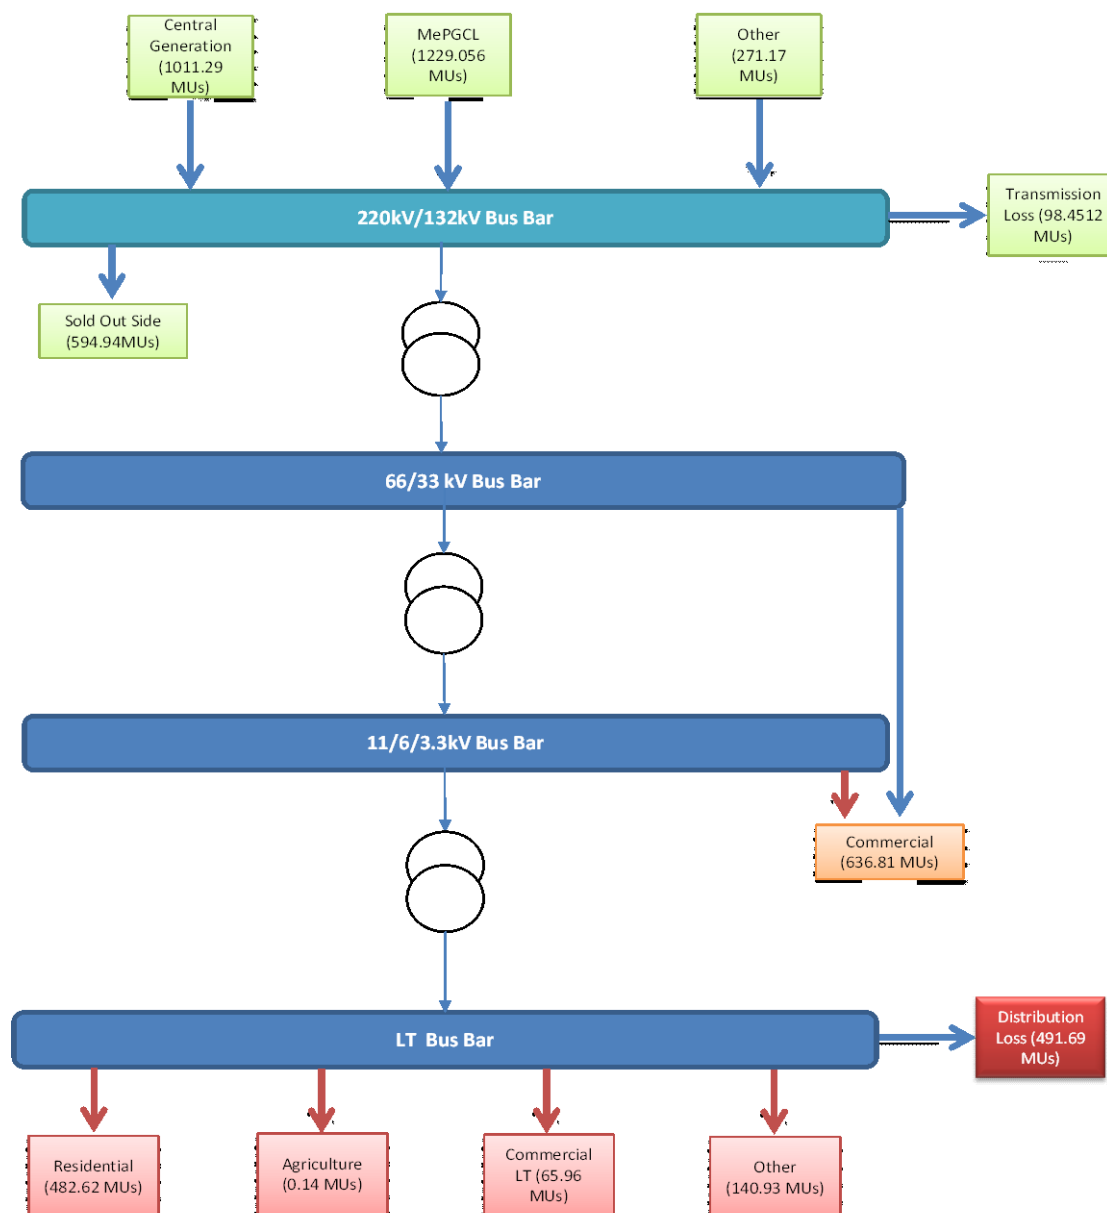 Central
Generation
(1011.29
MUs)
MePGCL
(1229.056
MUs)
Other
(271.17
MUs)
220kV/132kV Bus Bar
Transmission
Loss (98.4512
MUs)
Sold Out Side
(594.94MUs)
66/33 kV Bus Bar
11/6/3.3kV Bus Bar
Commercial
(636.81 MUs)
LT Bus Bar
Distribution
Loss (491.69
MUs)
Residential
(482.62 MUs)
Agriculture
(0.14 MUs)
Commercial
LT (65.96
MUs)
Other
(140.93 MUs)